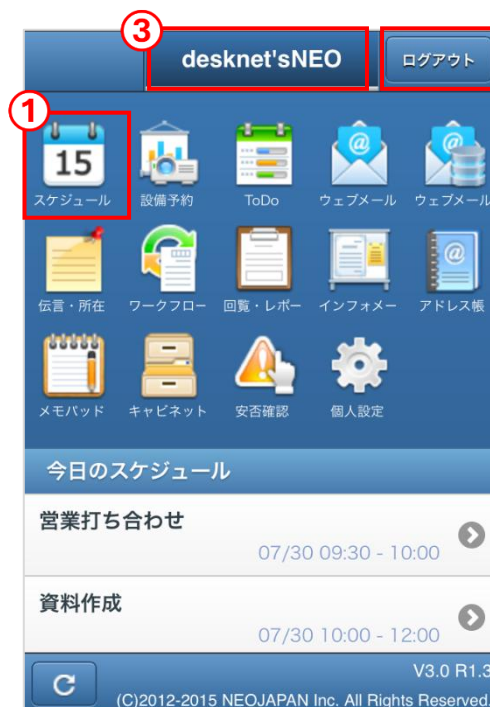 ③
desknet'sNEO
ログアウト
①
15
スケジュール
設備予約
ToDo
ウェブメール
ウェブメール
伝言・所在
ワークフロー
回覧・レポー
インフォメー
アドレス帳
メモパッド
キャビネット
安否確認
個人設定
今日のスケジュール
営業打ち合わせ
07/30 09:30 - 10:00
資料作成
07/30 10:00 - 12:00
V3.0 R1.3
(C)2012-2015 NEOJAPAN Inc. All Rights Reserved.